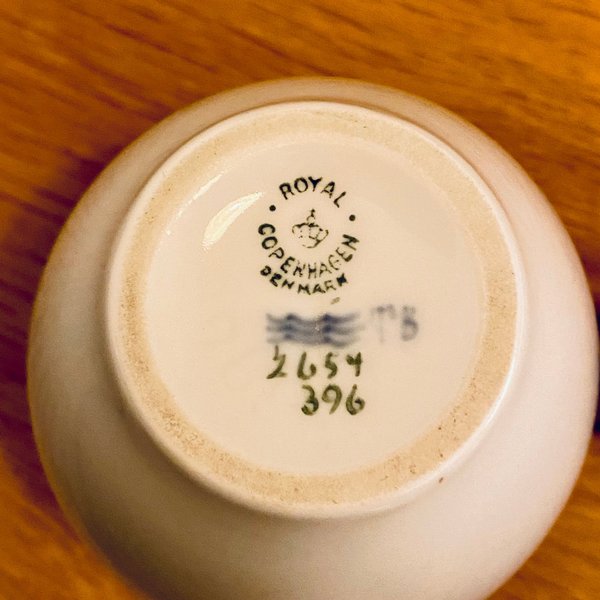 ROYAL
COPENHAGEN
DENMARK
TB
2654
396